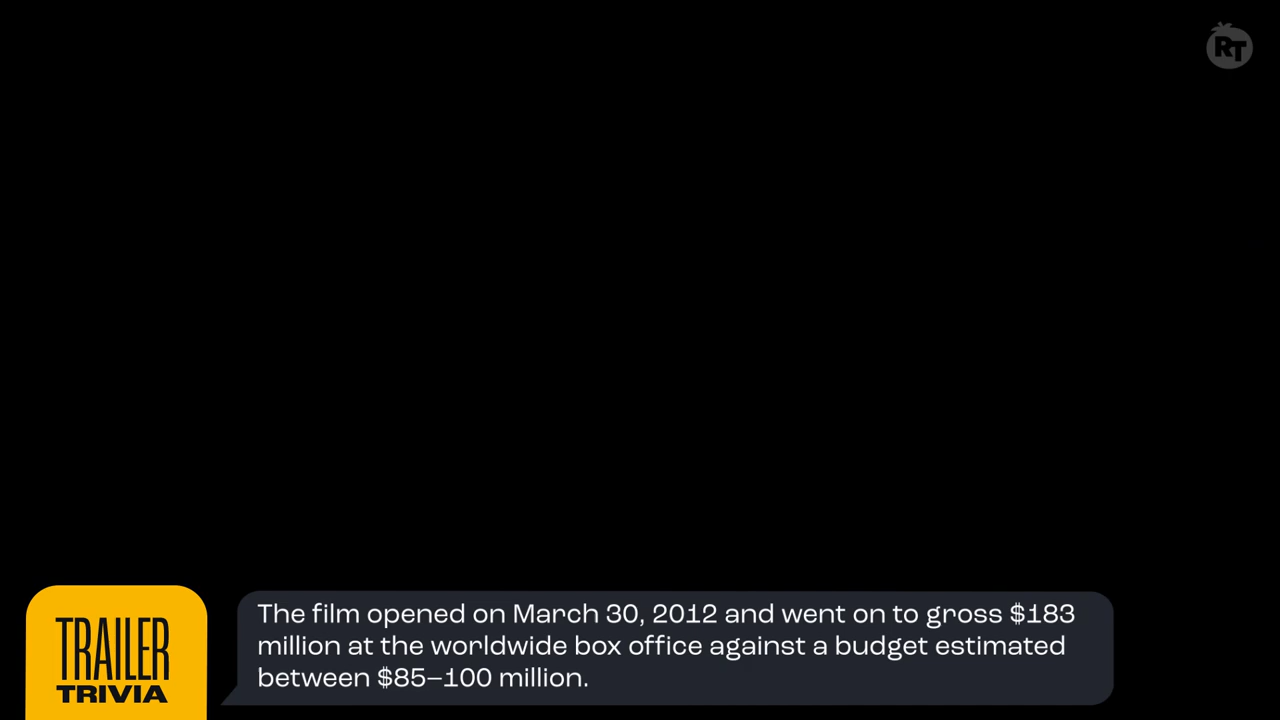 RT
TRAILER
TRIVIA
The film opened on March 30, 2012 and went on to gross $183
million at the worldwide box office against a budget estimated
between $85–100 million.